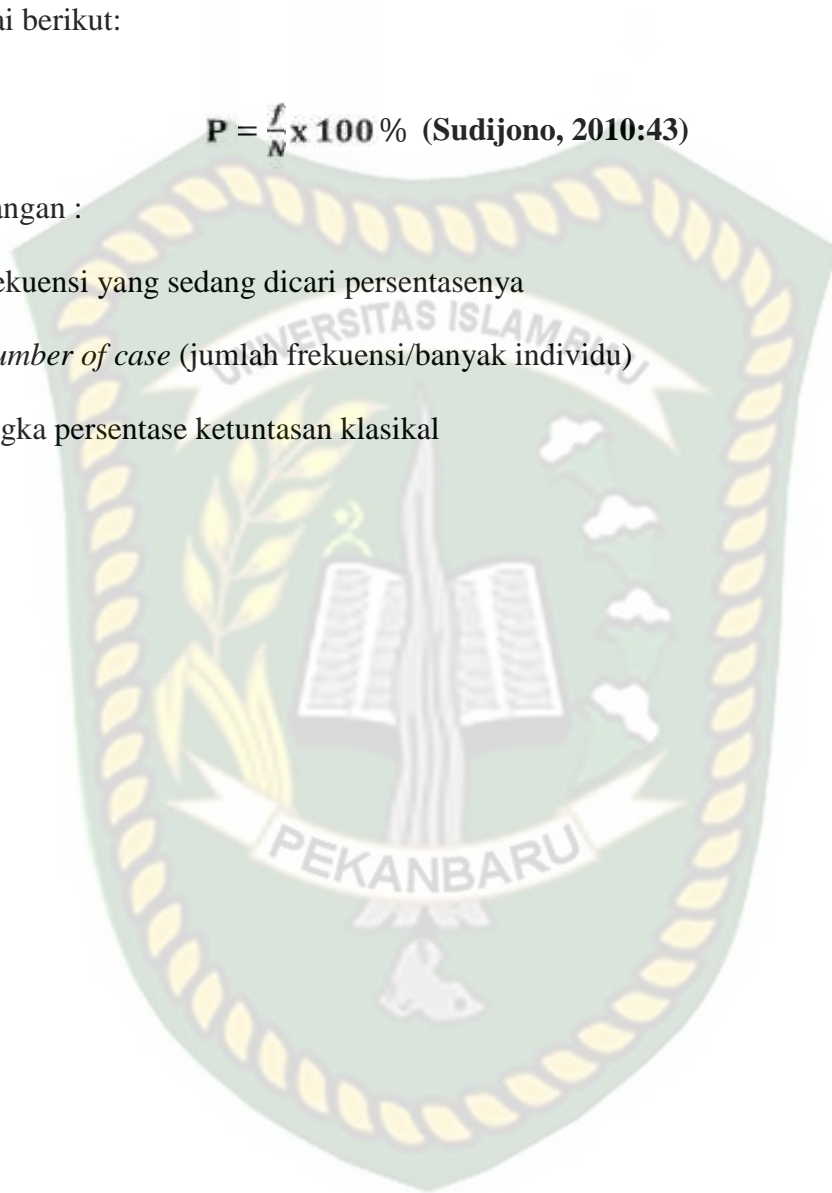 ai berikut:
P = f/N x 100 % (Sudijono, 2010:43)
angan :
ekuensi yang sedang dicari persentasenya
UNIVERSITAS ISLAM RIAU
umber of case (jumlah frekuensi/banyak individu)
gka persentase ketuntasan klasikal
PEKANBARU